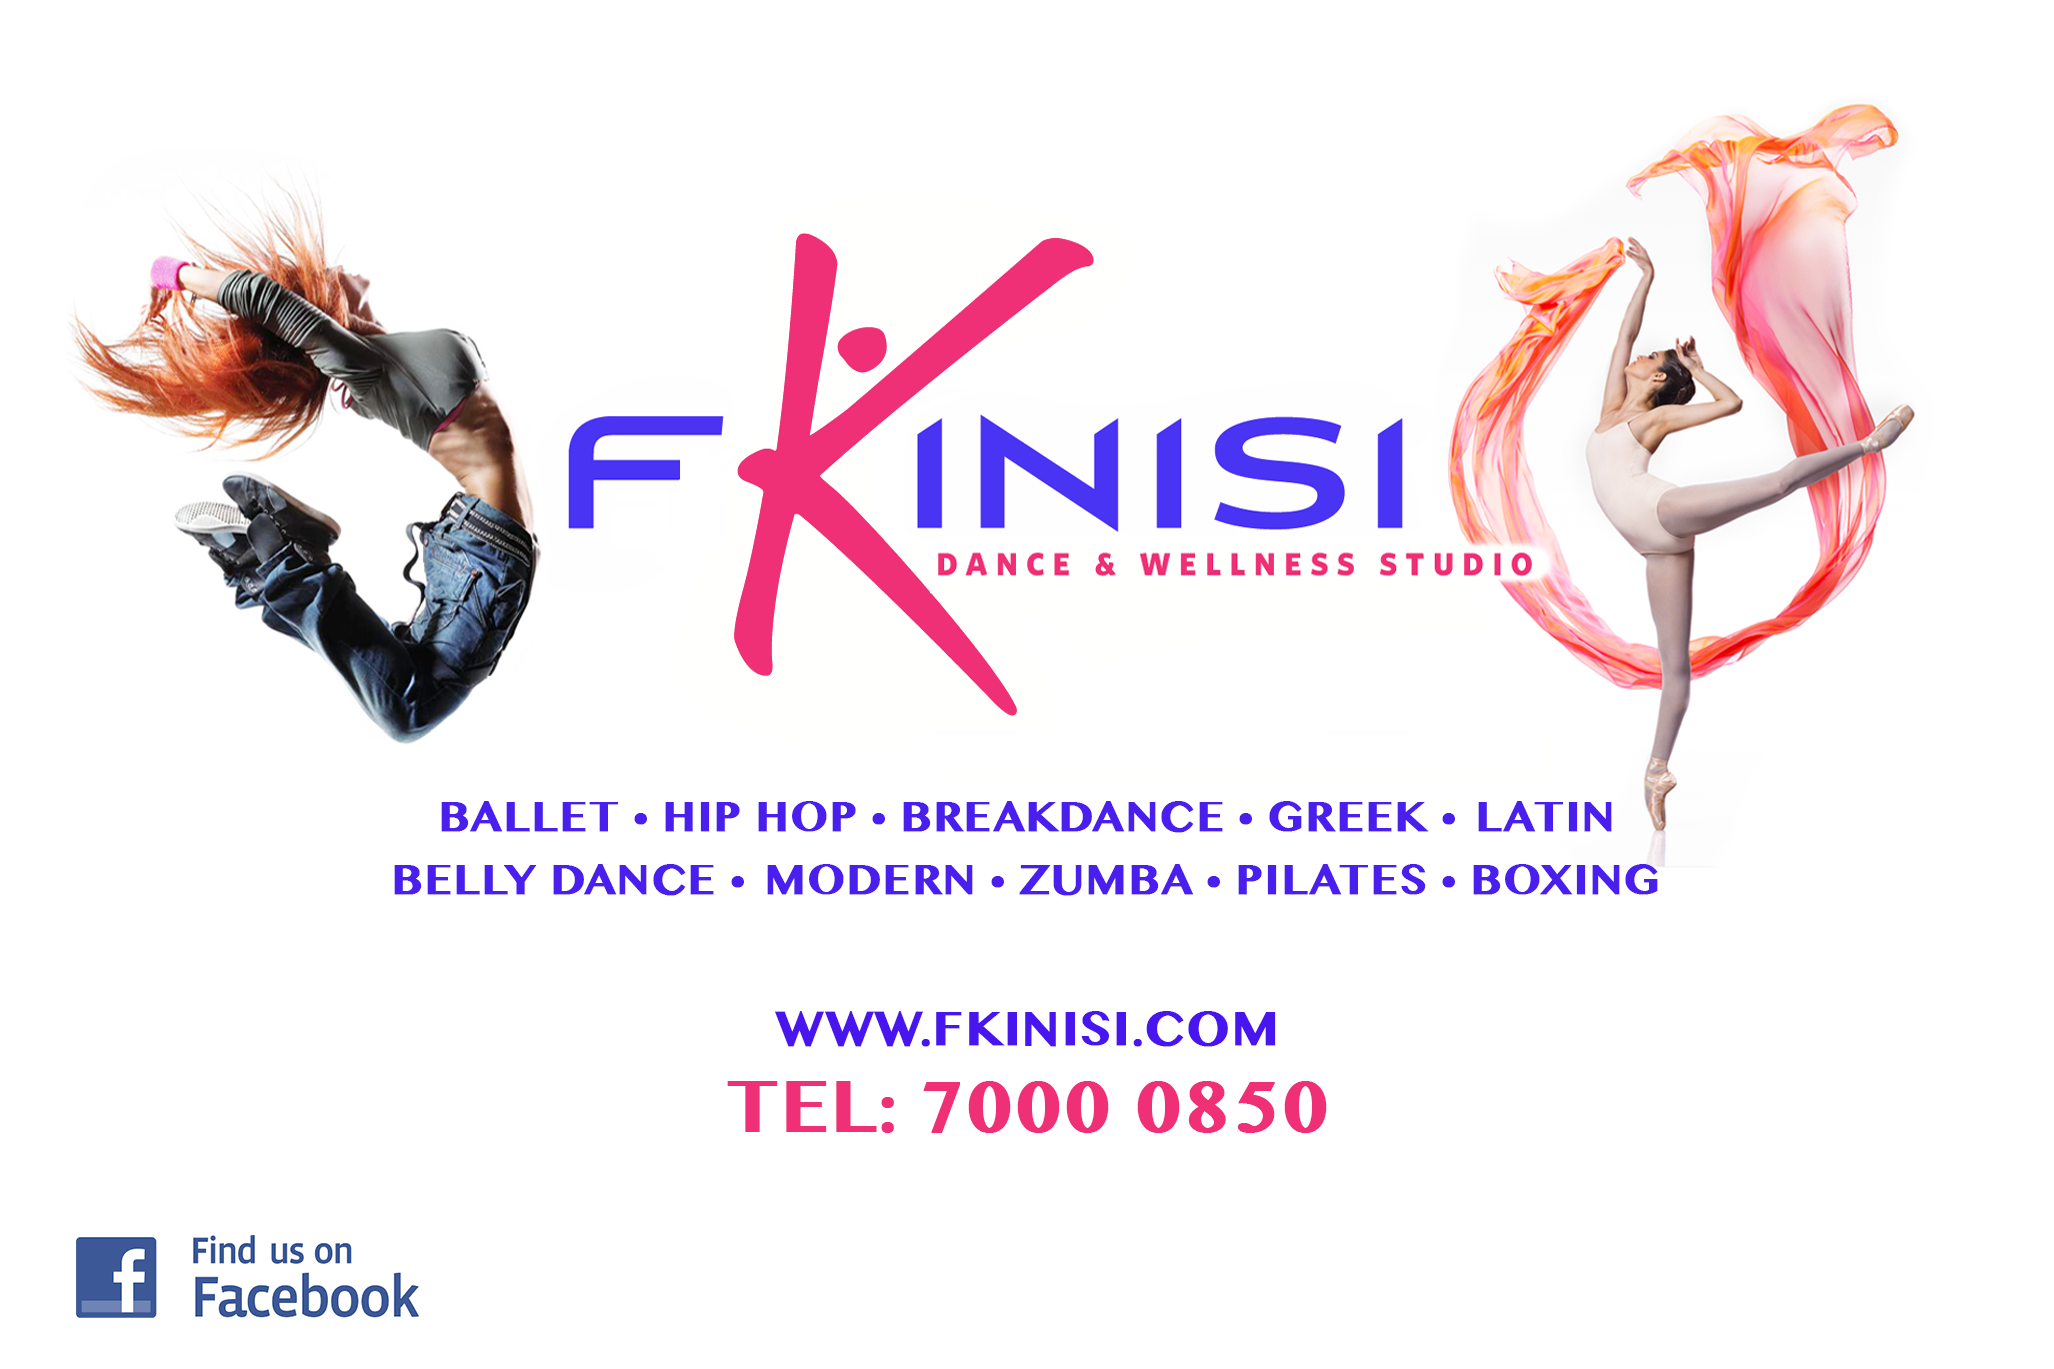 FKINISI
DANCE & WELLNESS STUDIO
BALLET • HIP HOP • BREAKDANCE • GREEK • LATIN
BELLY DANCE • MODERN • ZUMBA • PILATES • BOXING
WWW.FKINISI.COM
TEL: 7000 0850
f
Find us on
Facebook